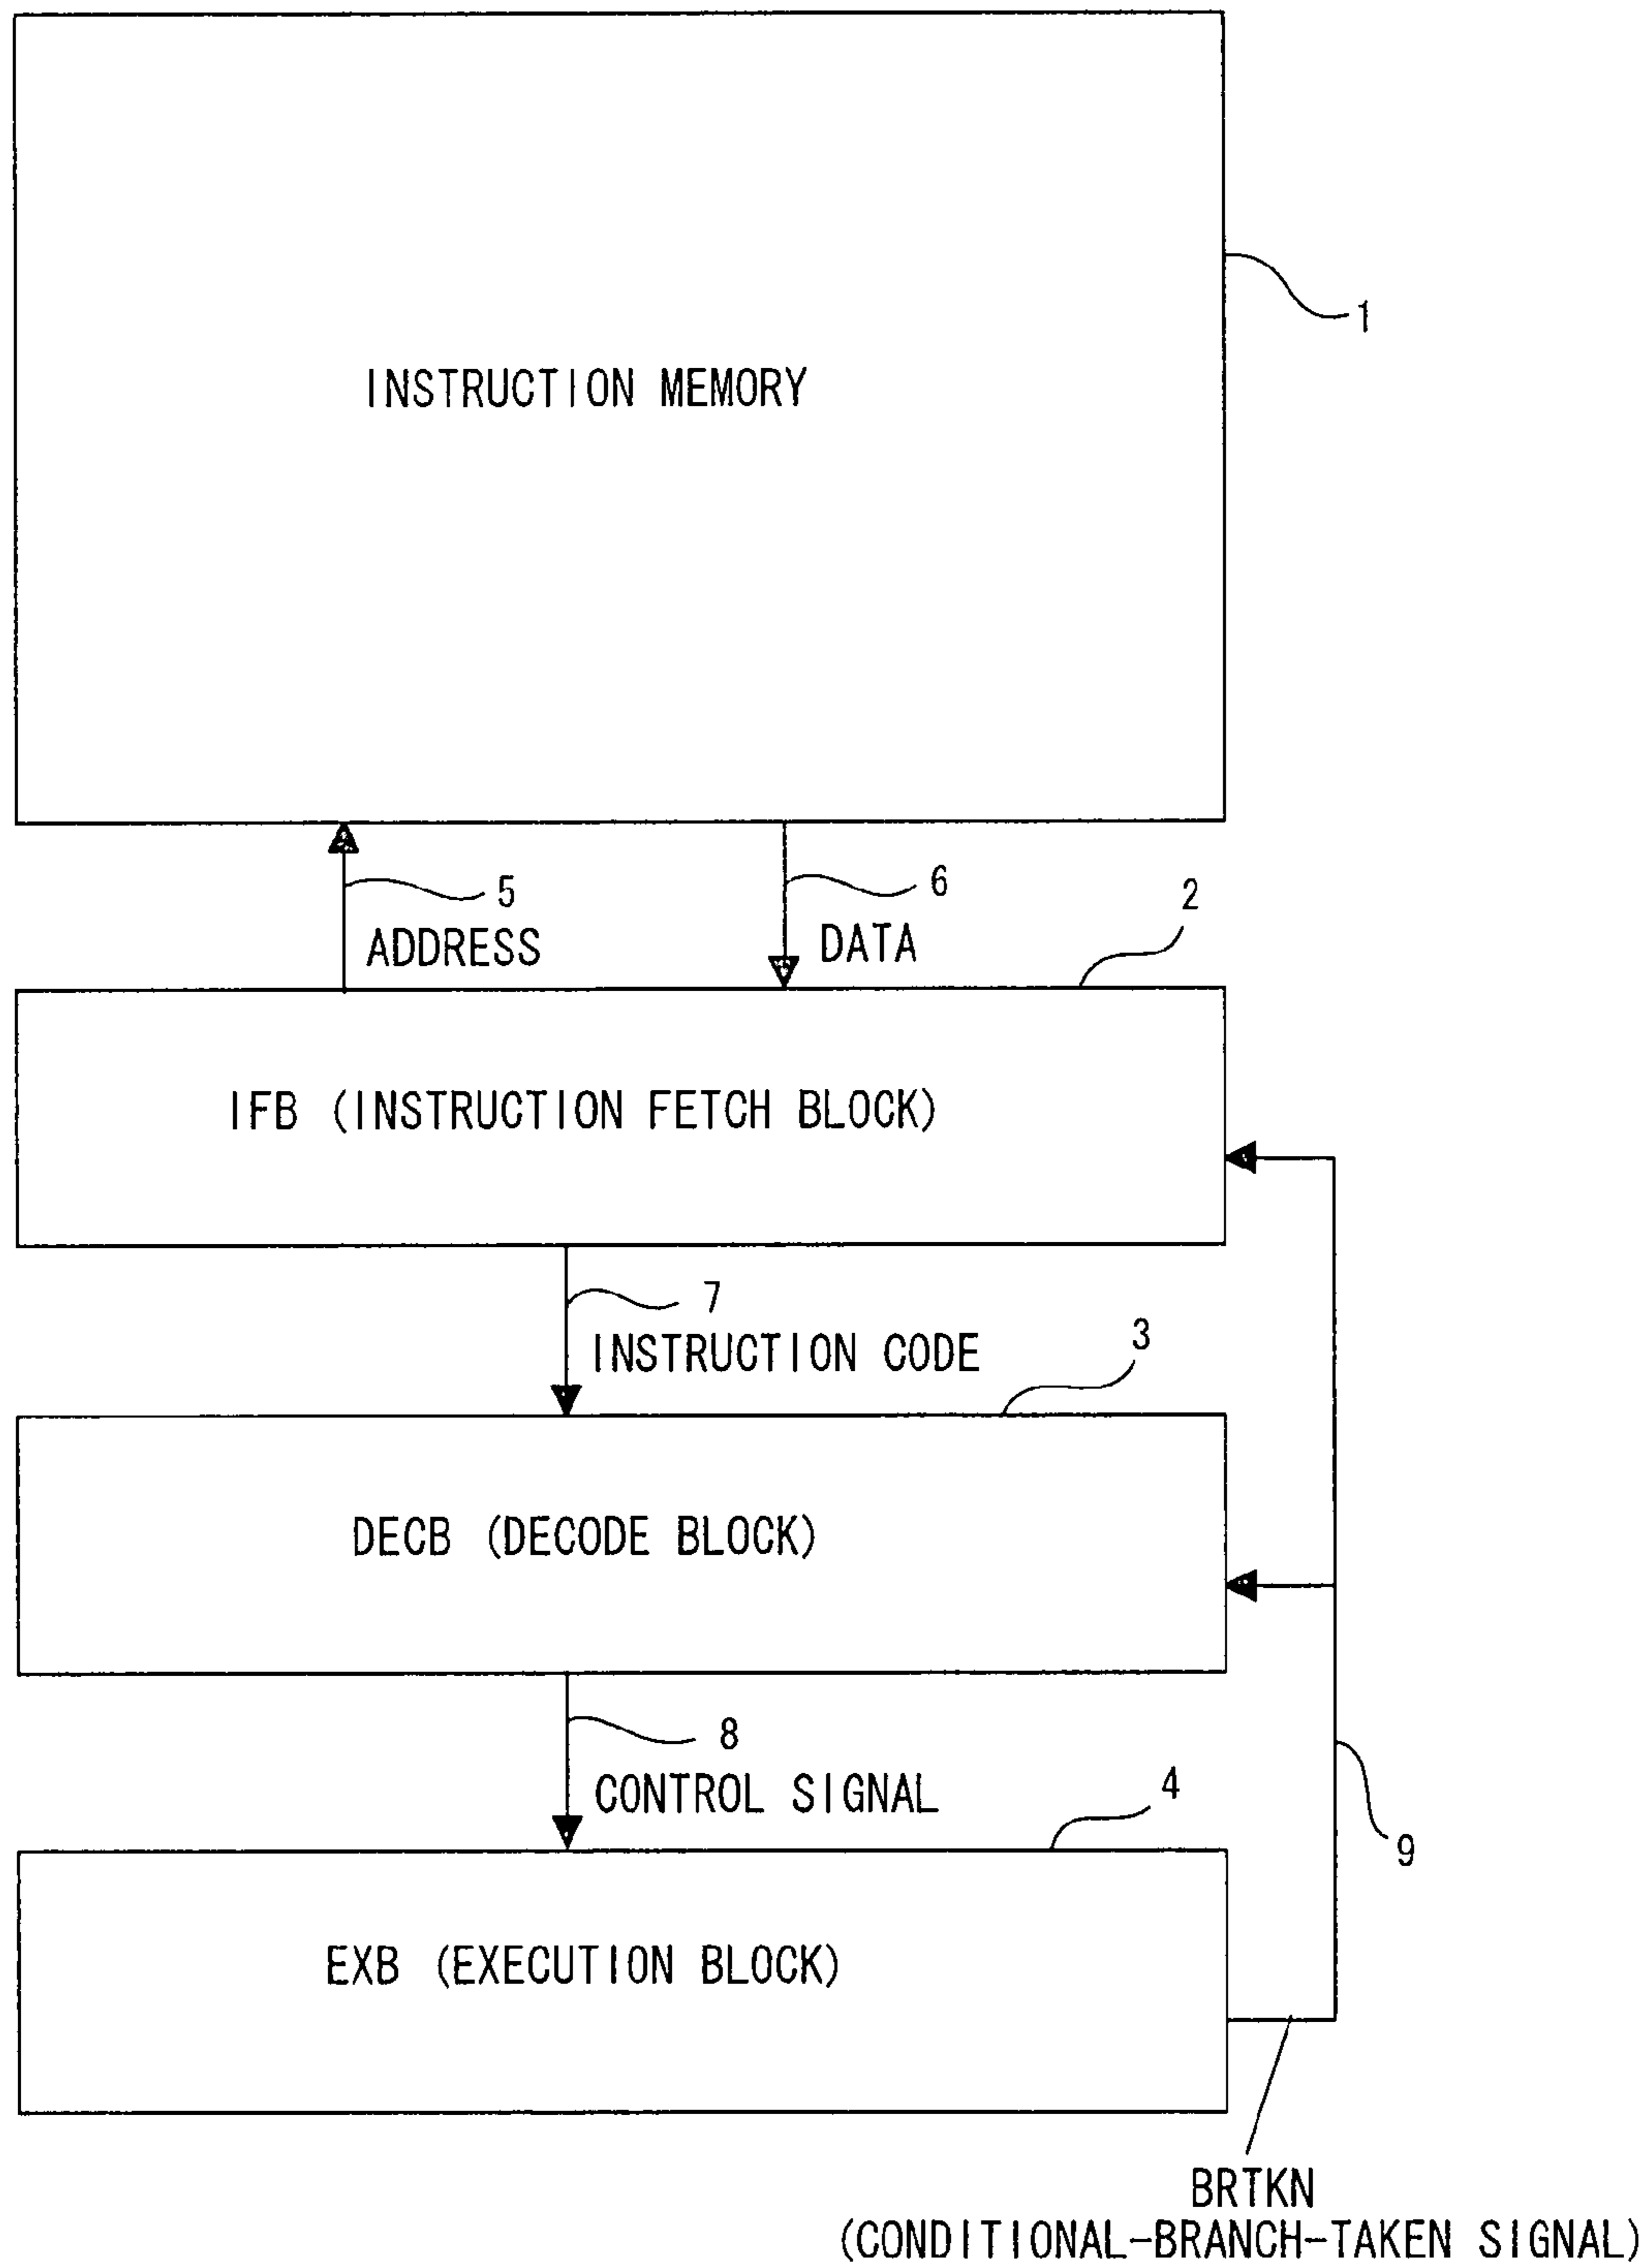 INSTRUCTION MEMORY
1
5
ADDRESS
6
DATA
2
IFB (INSTRUCTION FETCH BLOCK)
7
INSTRUCTION CODE
3
DECB (DECODE BLOCK)
8
CONTROL SIGNAL
4
9
EXB (EXECUTION BLOCK)
BRTKN
(CONDITIONAL-BRANCH-TAKEN SIGNAL)